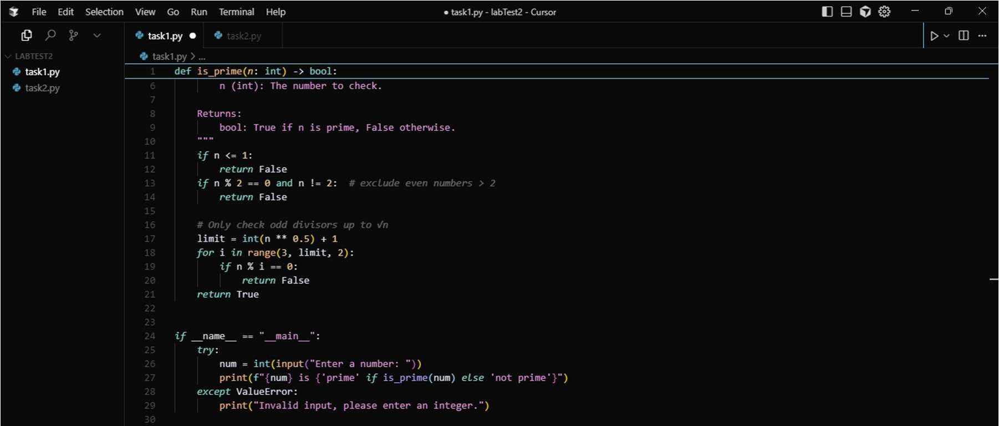 File Edit Selection View Go Run Terminal Help
● task1.py - labTest2 - Cursor
LABTEST2
task1.py
task2.py
task1.py ● task2.py
task1.py > ...
1 def is_prime(n: int) -> bool:
6         n (int): The number to check.
7
8     Returns:
9         bool: True if n is prime, False otherwise.
10     """
11     if n <= 1:
12         return False
13     if n % 2 == 0 and n != 2:  # exclude even numbers > 2
14         return False
15
16     # Only check odd divisors up to √n
17     limit = int(n ** 0.5) + 1
18     for i in range(3, limit, 2):
19         if n % i == 0:
20             return False
21     return True
22
23
24 if __name__ == "__main__":
25     try:
26         num = int(input("Enter a number: "))
27         print(f"{num} is {'prime' if is_prime(num) else 'not prime'}")
28     except ValueError:
29         print("Invalid input, please enter an integer.")
30